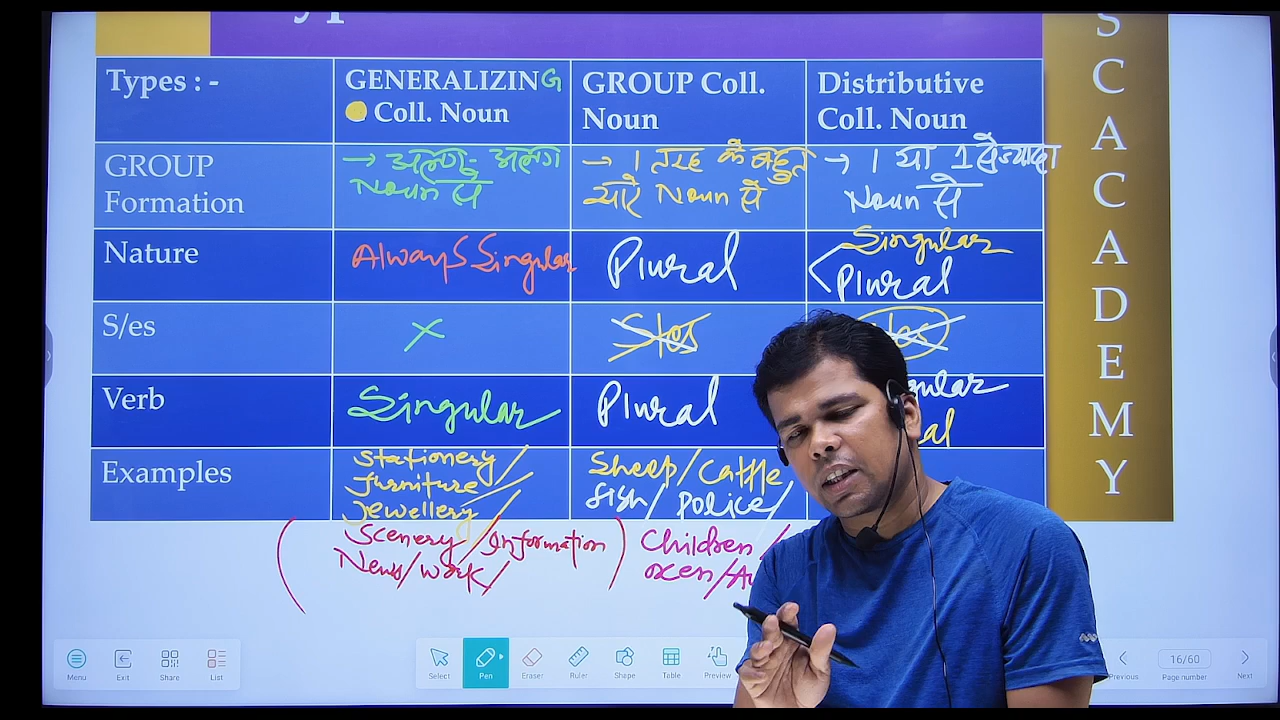 Types : -
GENERALIZING
Coll. Noun
GROUP Coll.
Noun
Distributive
Coll. Noun
GROUP
Formation
→ अलग-अलग
Noun से
→ 1 तरह के बहुत
सारे Noun से
→ 1 या 1 से ज्यादा
Noun से
Nature
Always Singular
Plural
Singular
Plural
S/es
×
S/es
Verb
Singular
Plural
Examples
Stationery/
furniture/
Jewellery/
Sheep/Cattle
fish/Police/
Scenery/Information
News/work/
Children/
oxen/
S
C
A
C
A
D
E
M
Y
Menu
Exit
Share
List
Select
Pen
Eraser
Ruler
Shape
Table
Preview
Previous
16/60
Page number
Next